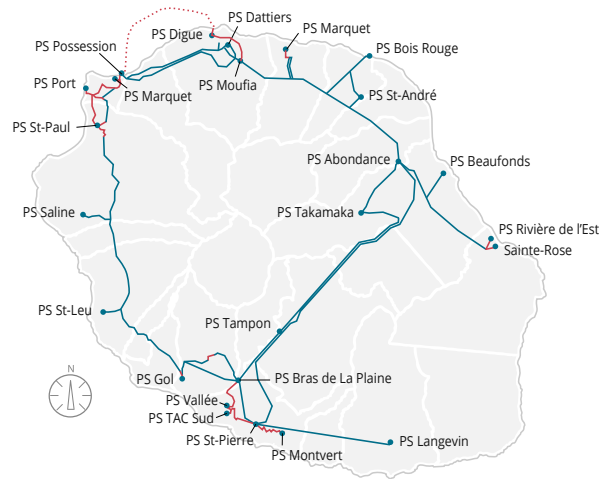 PS Dattiers
PS Digue
PS Marquet
PS Possession
PS Bois Rouge
PS Port
PS Moufia
PS Marquet
PS St-André
PS St-Paul
PS Abondance
PS Beaufonds
PS Saline
PS Takamaka
PS Rivière de l'Est
Sainte-Rose
PS St-Leu
PS Tampon
N
PS Gol
PS Bras de La Plaine
PS Vallée
PS TAC Sud
PS St-Pierre
PS Langevin
PS Montvert